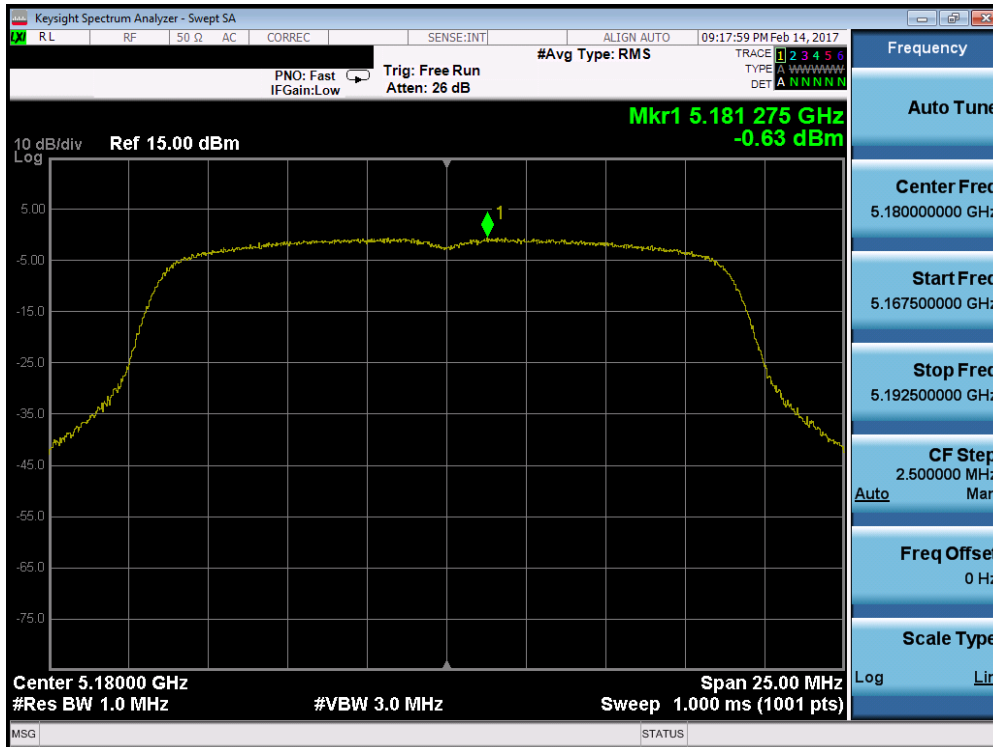 Keysight Spectrum Analyzer - Swept SA
LXI RL RF 50 Ω AC CORREC SENSE:INT ALIGN AUTO 09:17:59 PM Feb 14, 2017
#Avg Type: RMS TRACE 1 2 3 4 5 6
PNO: Fast Trig: Free Run TYPE A WWWWW
IFGain:Low Atten: 26 dB DET A N N N N N
Mkr1 5.181 275 GHz
10 dB/div Ref 15.00 dBm -0.63 dBm
Log
1
5.00
-5.00
-15.0
-25.0
-35.0
-45.0
-55.0
-65.0
-75.0
Center 5.18000 GHz Span 25.00 MHz
#Res BW 1.0 MHz #VBW 3.0 MHz Sweep 1.000 ms (1001 pts)
MSG STATUS
Frequency
Auto Tune
Center Freq
5.180000000 GHz
Start Freq
5.167500000 GHz
Stop Freq
5.192500000 GHz
CF Step
2.500000 MHz
Auto Man
Freq Offset
0 Hz
Scale Type
Log Lin